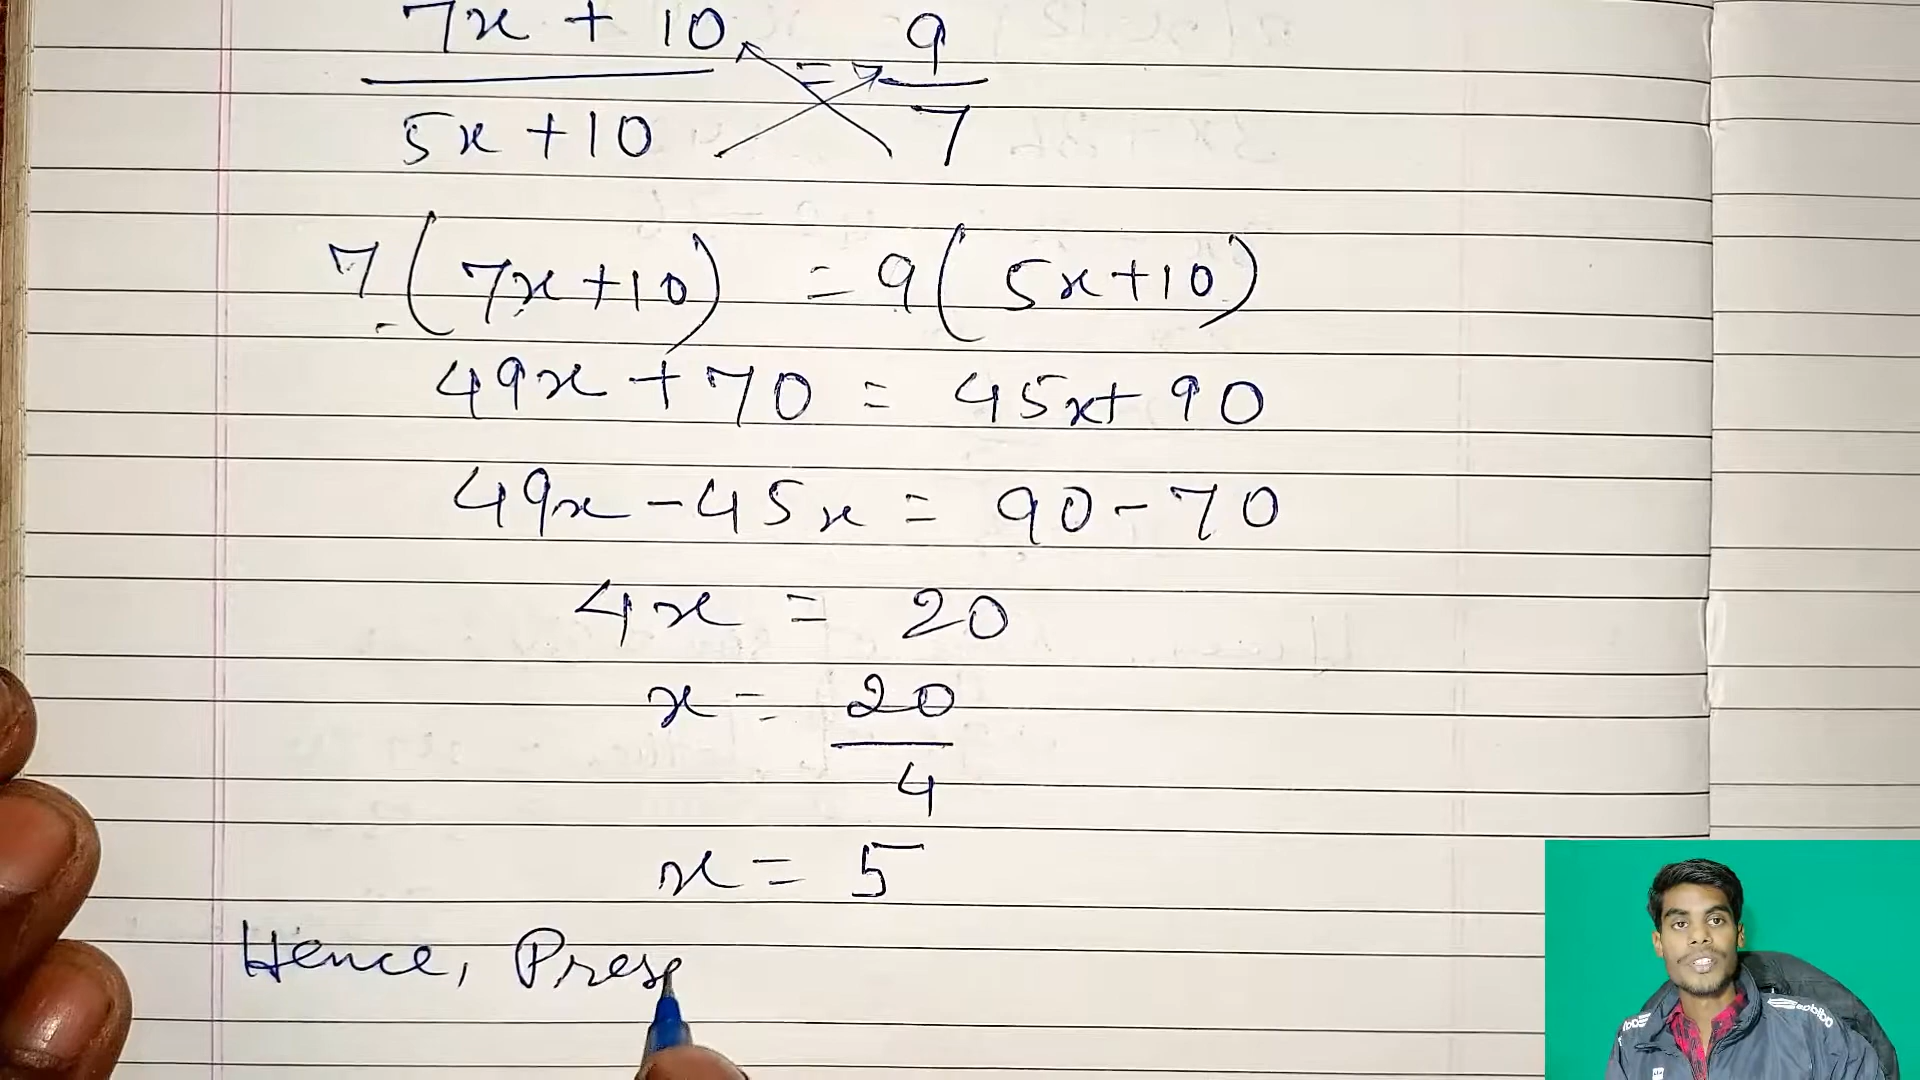 7x + 10 / 5x + 10 = 9 / 7
7 ( 7x + 10 ) = 9 ( 5x + 10 )
49x + 70 = 45x + 90
49x - 45x = 90 - 70
4x = 20
x = 20 / 4
x = 5
Hence, Prese
adidas